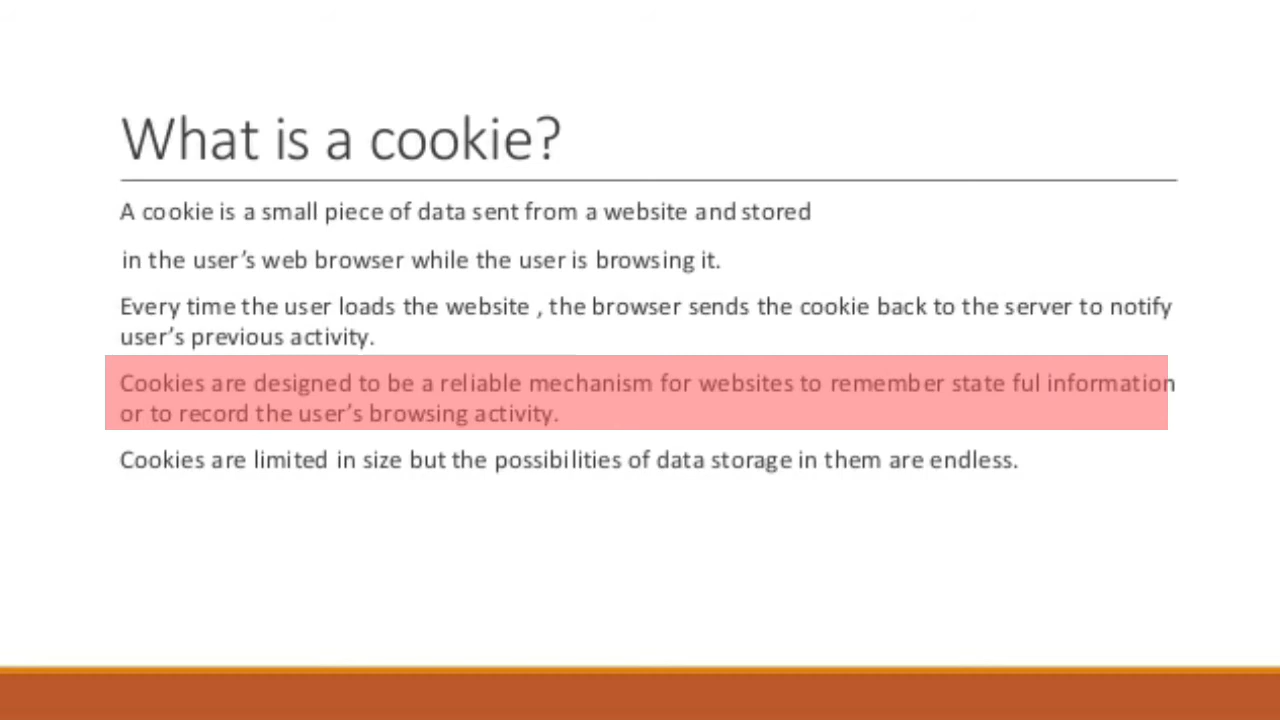 What is a cookie?
A cookie is a small piece of data sent from a website and stored
in the user’s web browser while the user is browsing it.
Every time the user loads the website , the browser sends the cookie back to the server to notify
user’s previous activity.
Cookies are designed to be a reliable mechanism for websites to remember state ful information
or to record the user’s browsing activity.
Cookies are limited in size but the possibilities of data storage in them are endless.